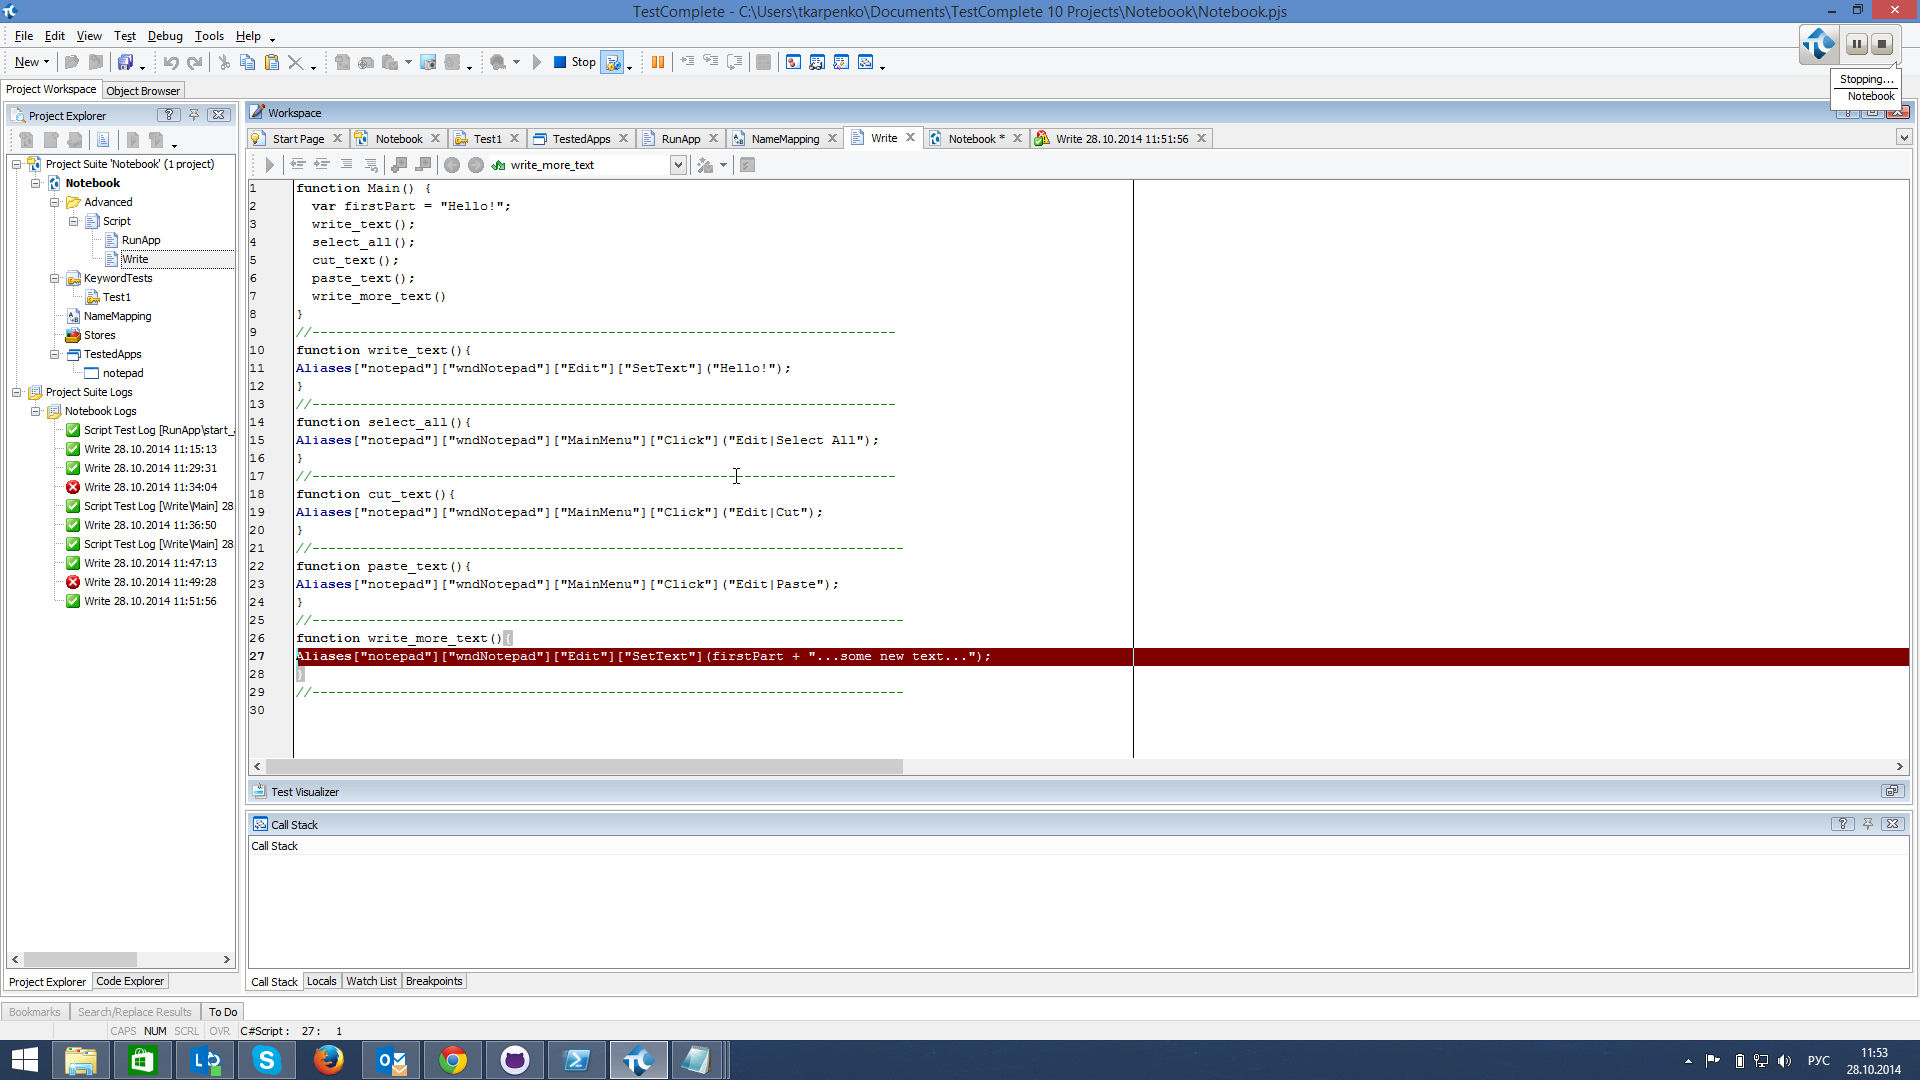 TestComplete - C:\Users\tkarpenko\Documents\TestComplete 10 Projects\Notebook\Notebook.pjs
File Edit View Test Debug Tools Help
New Stop
Stopping...
Notebook
Project Workspace Object Browser
Project Explorer
Workspace
Start Page Notebook Test1 TestedApps RunApp NameMapping Write Notebook * Write 28.10.2014 11:51:56
write_more_text
Project Suite 'Notebook' (1 project)
Notebook
Advanced
Script
RunApp
Write
KeywordTests
Test1
NameMapping
Stores
TestedApps
notepad
Project Suite Logs
Notebook Logs
Script Test Log [RunApp\start_
Write 28.10.2014 11:15:13
Write 28.10.2014 11:29:31
Write 28.10.2014 11:34:04
Script Test Log [Write\Main] 28
Write 28.10.2014 11:36:50
Script Test Log [Write\Main] 28
Write 28.10.2014 11:47:13
Write 28.10.2014 11:49:28
Write 28.10.2014 11:51:56
Project Explorer Code Explorer
1 function Main() {
2 var firstPart = "Hello!";
3 write_text();
4 select_all();
5 cut_text();
6 paste_text();
7 write_more_text()
8 }
9 //-------------------------------------------------------------------------
10 function write_text(){
11 Aliases["notepad"]["wndNotepad"]["Edit"]["SetText"]("Hello!");
12 }
13 //-------------------------------------------------------------------------
14 function select_all(){
15 Aliases["notepad"]["wndNotepad"]["MainMenu"]["Click"]("Edit|Select All");
16 }
17 //-------------------------------------------------------------------------
18 function cut_text(){
19 Aliases["notepad"]["wndNotepad"]["MainMenu"]["Click"]("Edit|Cut");
20 }
21 //--------------------------------------------------------------------------
22 function paste_text(){
23 Aliases["notepad"]["wndNotepad"]["MainMenu"]["Click"]("Edit|Paste");
24 }
25 //--------------------------------------------------------------------------
26 function write_more_text(){
27 Aliases["notepad"]["wndNotepad"]["Edit"]["SetText"](firstPart + "...some new text...");
28 }
29 //--------------------------------------------------------------------------
30
Test Visualizer
Call Stack
Call Stack
Call Stack Locals Watch List Breakpoints
Bookmarks Search/Replace Results To Do
CAPS NUM SCRL OVR C#Script : 27 : 1
РУС
11:53
28.10.2014